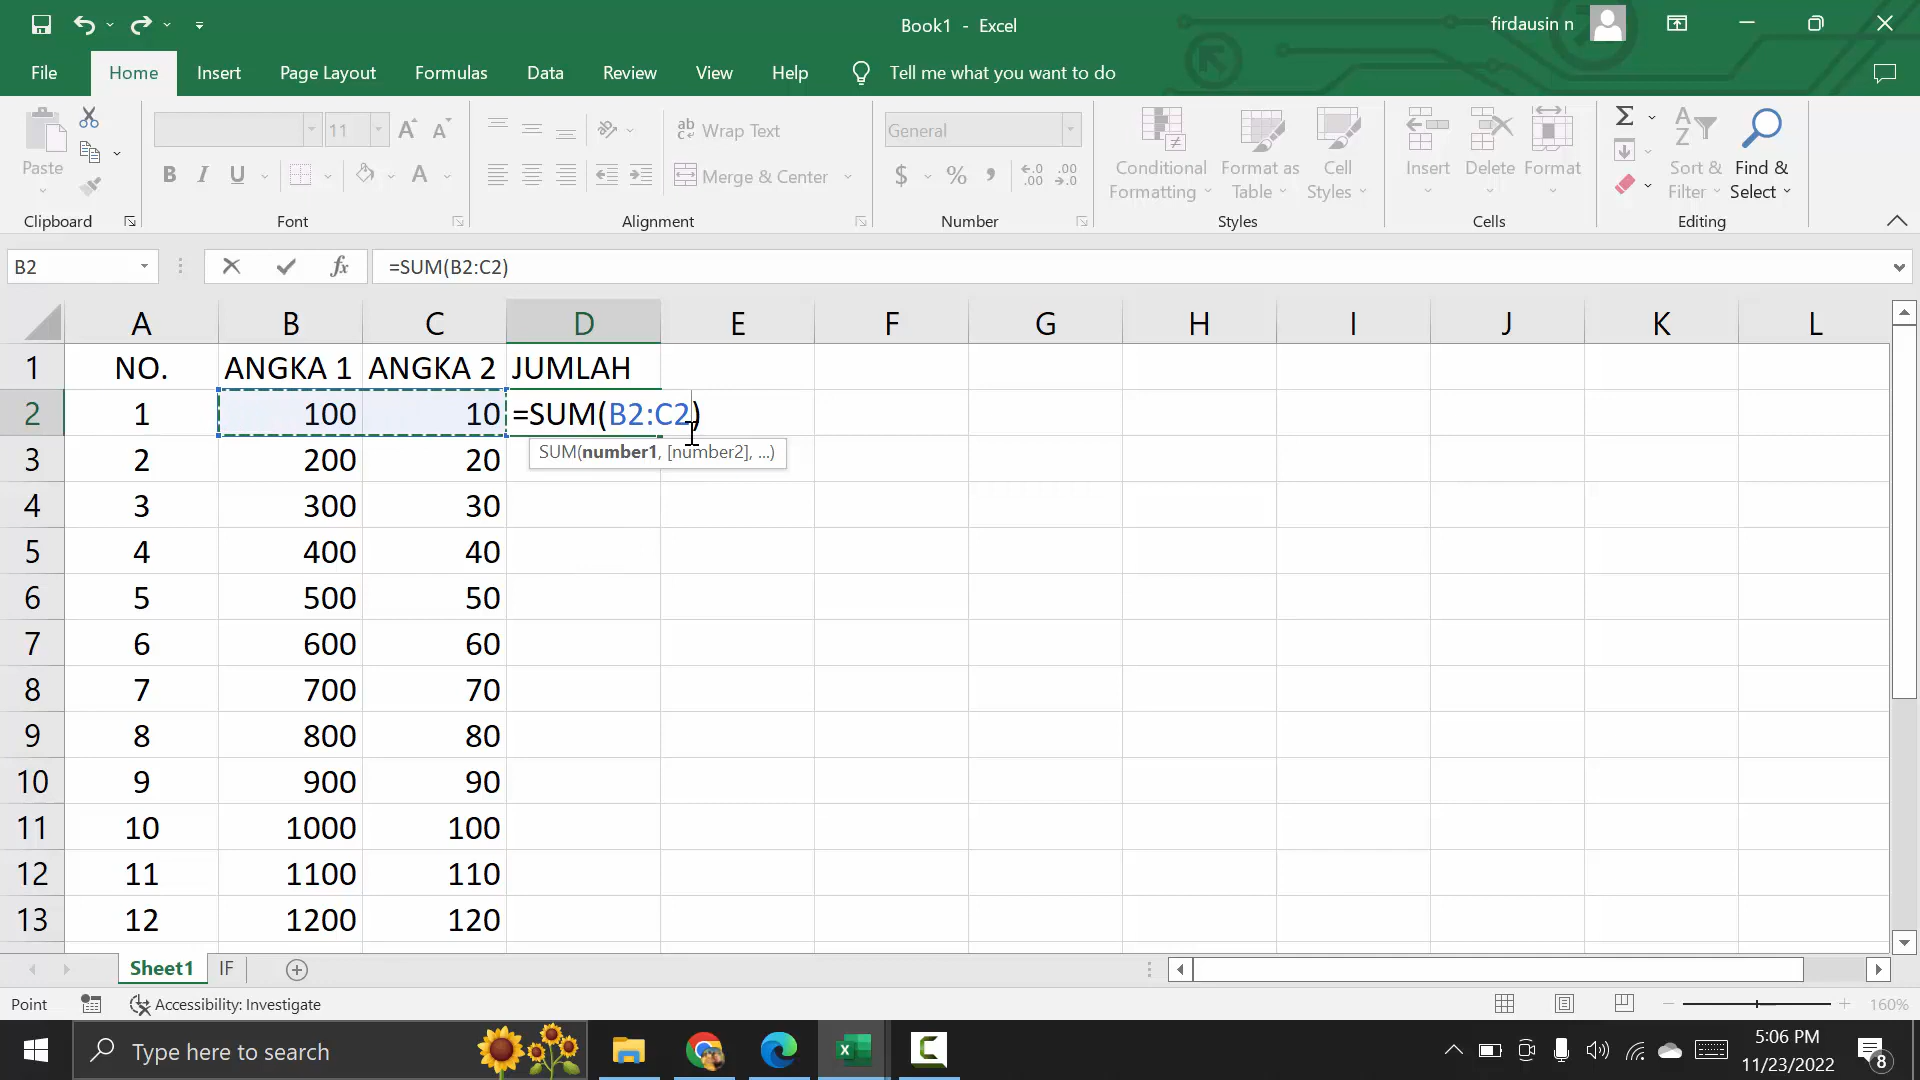 Book1 - Excel
firdausin n
File Home Insert Page Layout Formulas Data Review View Help Tell me what you want to do
Paste
Clipboard
11
B I U
Font
ab Wrap Text
Merge & Center
Alignment
General
$ % ,
Number
Conditional Formatting
Format as Table
Cell Styles
Styles
Insert
Delete
Format
Cells
Sort & Filter
Find & Select
Editing
B2
fx
=SUM(B2:C2)
A B C D E F G H I J K L
1 NO. ANGKA 1 ANGKA 2 JUMLAH
2 1 100 10 =SUM(B2:C2)
SUM(number1, [number2], ...)
3 2 200 20
4 3 300 30
5 4 400 40
6 5 500 50
7 6 600 60
8 7 700 70
9 8 800 80
10 9 900 90
11 10 1000 100
12 11 1100 110
13 12 1200 120
Sheet1 IF
Point
Accessibility: Investigate
160%
Type here to search
5:06 PM
11/23/2022
8